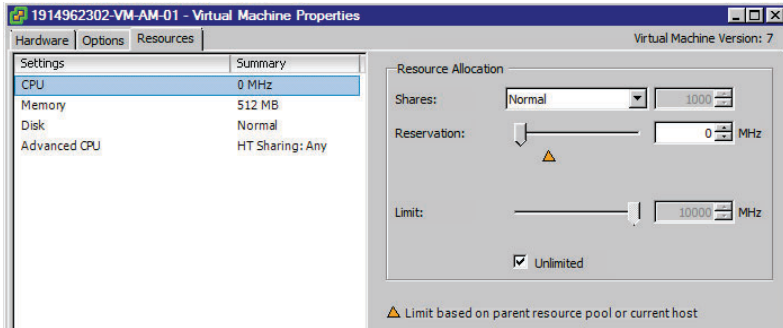 1914962302-VM-AM-01 - Virtual Machine Properties
Hardware Options Resources Virtual Machine Version: 7
Settings Summary
CPU 0 MHz
Memory 512 MB
Disk Normal
Advanced CPU HT Sharing: Any
Resource Allocation
Shares: Normal 1000
Reservation: 0 MHz
Limit: 10000 MHz
Unlimited
Limit based on parent resource pool or current host